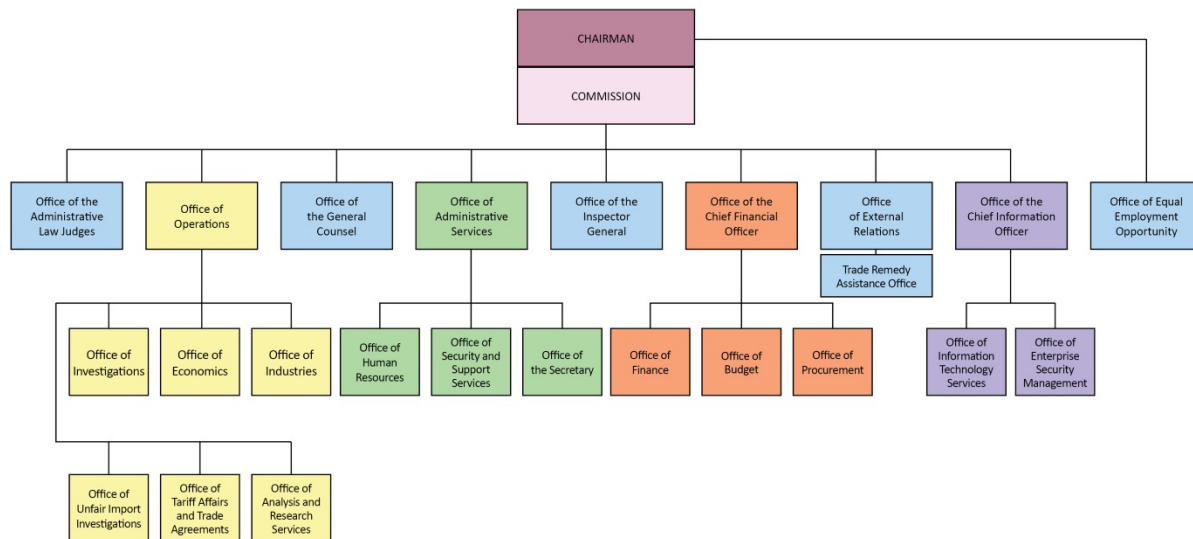 CHAIRMAN
COMMISSION
Office of the
Administrative
Law Judges
Office of
Operations
Office of
the General
Counsel
Office of
Administrative
Services
Office of the
Inspector
General
Office of the
Chief Financial
Officer
Office
of External
Relations
Office of the
Chief Information
Officer
Office of Equal
Employment
Opportunity
Trade Remedy
Assistance Office
Office of
Investigations
Office of
Economics
Office of
Industries
Office of
Human
Resources
Office of
Security and
Support
Services
Office of
the Secretary
Office of
Finance
Office of
Budget
Office of
Procurement
Office of
Information
Technology
Services
Office of
Enterprise
Security
Management
Office of
Unfair Import
Investigations
Office of
Tariff Affairs
and Trade
Agreements
Office of
Analysis and
Research
Services